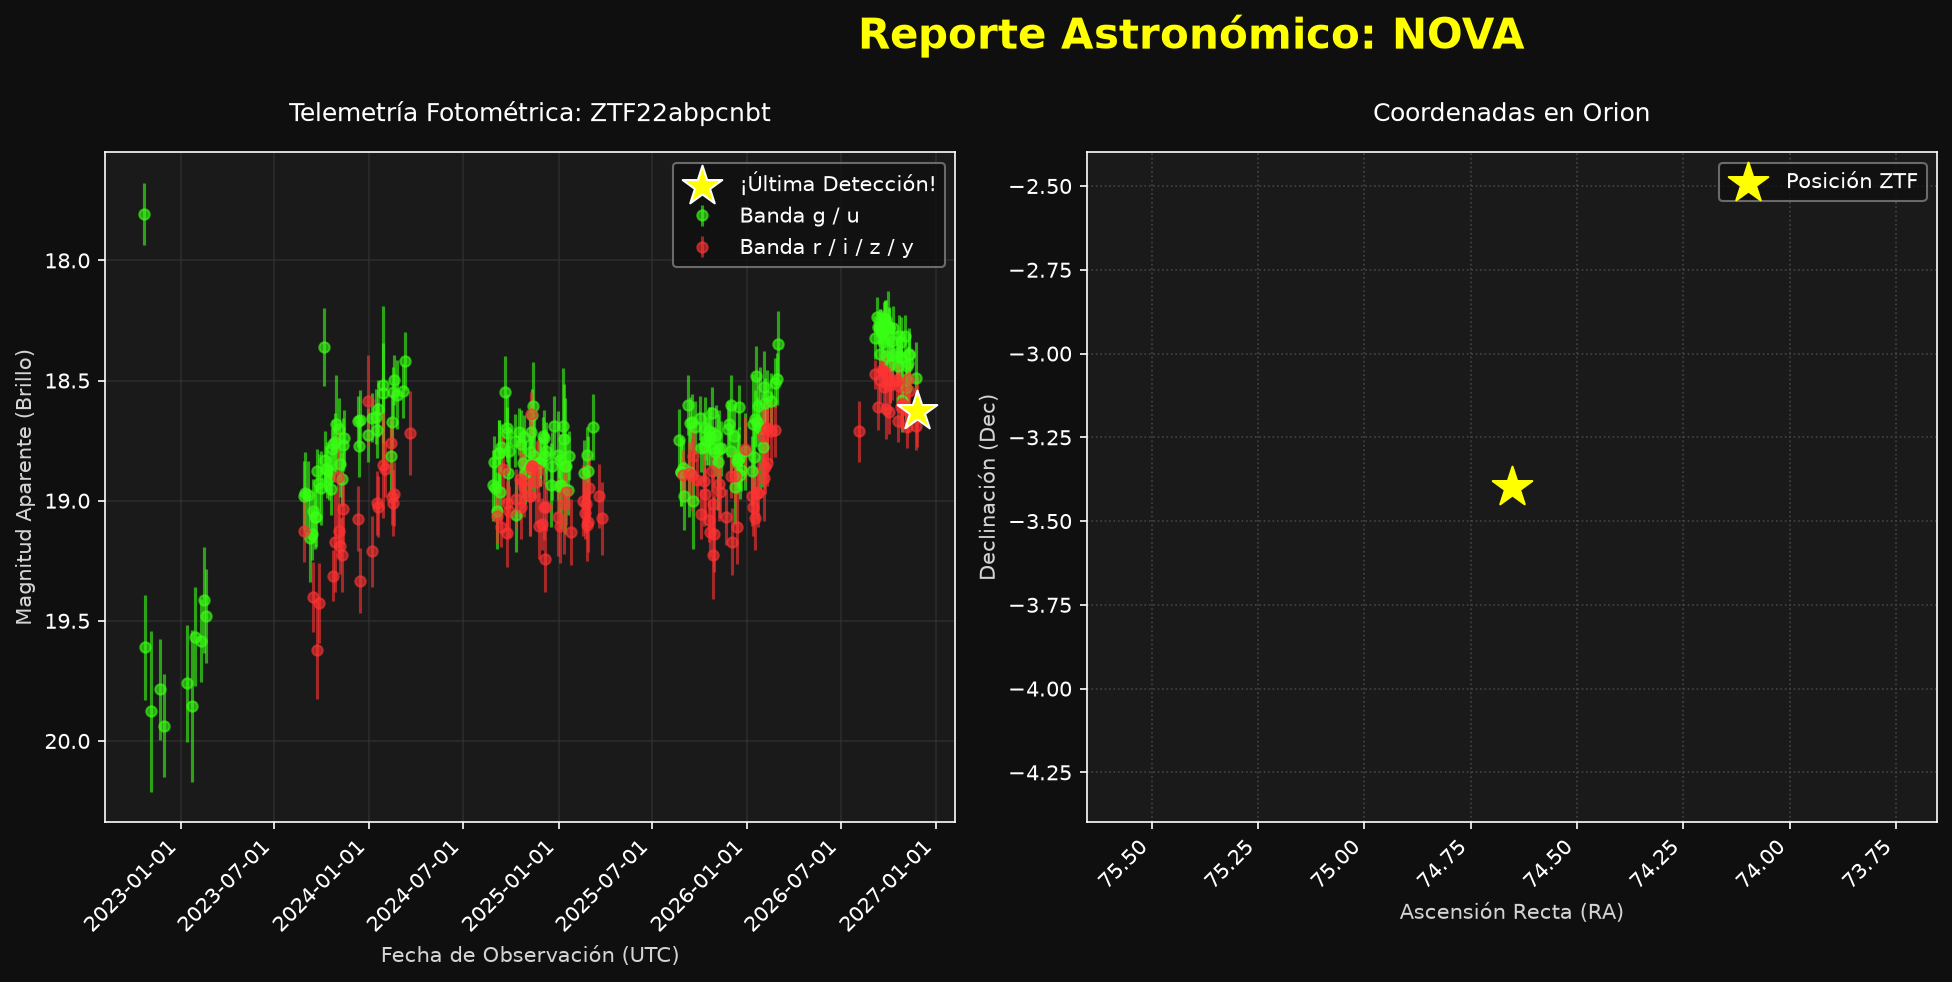 Reporte Astronómico: NOVA
Telemetría Fotométrica: ZTF22abpcnbt
Magnitud Aparente (Brillo)
18.0
18.5
19.0
19.5
20.0
¡Última Detección!
Banda g / u
Banda r / i / z / y
2023-01-01
2023-07-01
2024-01-01
2024-07-01
2025-01-01
2025-07-01
2026-01-01
2026-07-01
2027-01-01
Fecha de Observación (UTC)
Coordenadas en Orion
Declinación (Dec)
−2.50
−2.75
−3.00
−3.25
−3.50
−3.75
−4.00
−4.25
Posición ZTF
75.50
75.25
75.00
74.75
74.50
74.25
74.00
73.75
Ascensión Recta (RA)